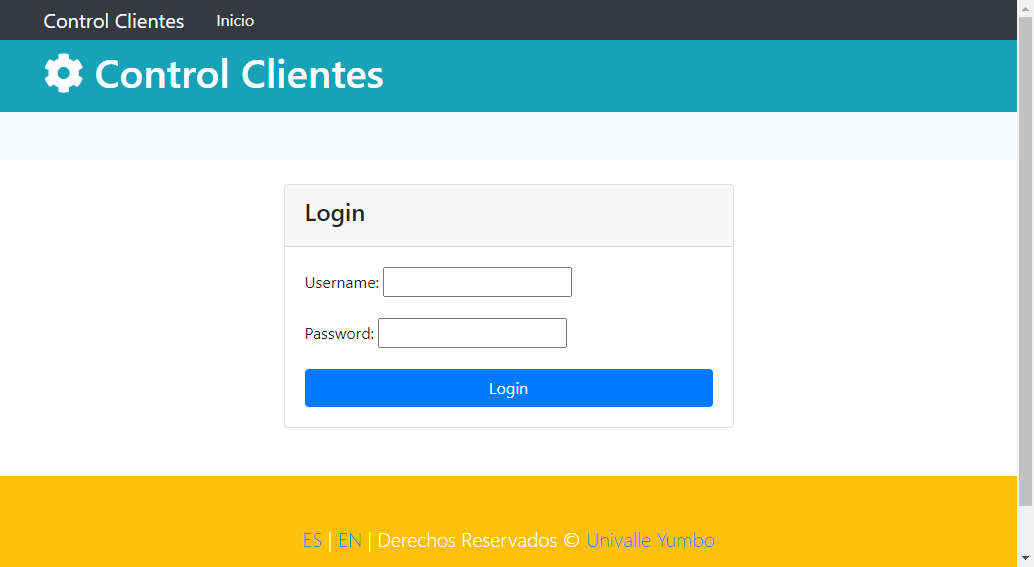 Control Clientes Inicio
Control Clientes
Login
Username:
Password:
Login
ES | EN | Derechos Reservados © Univalle Yumbo